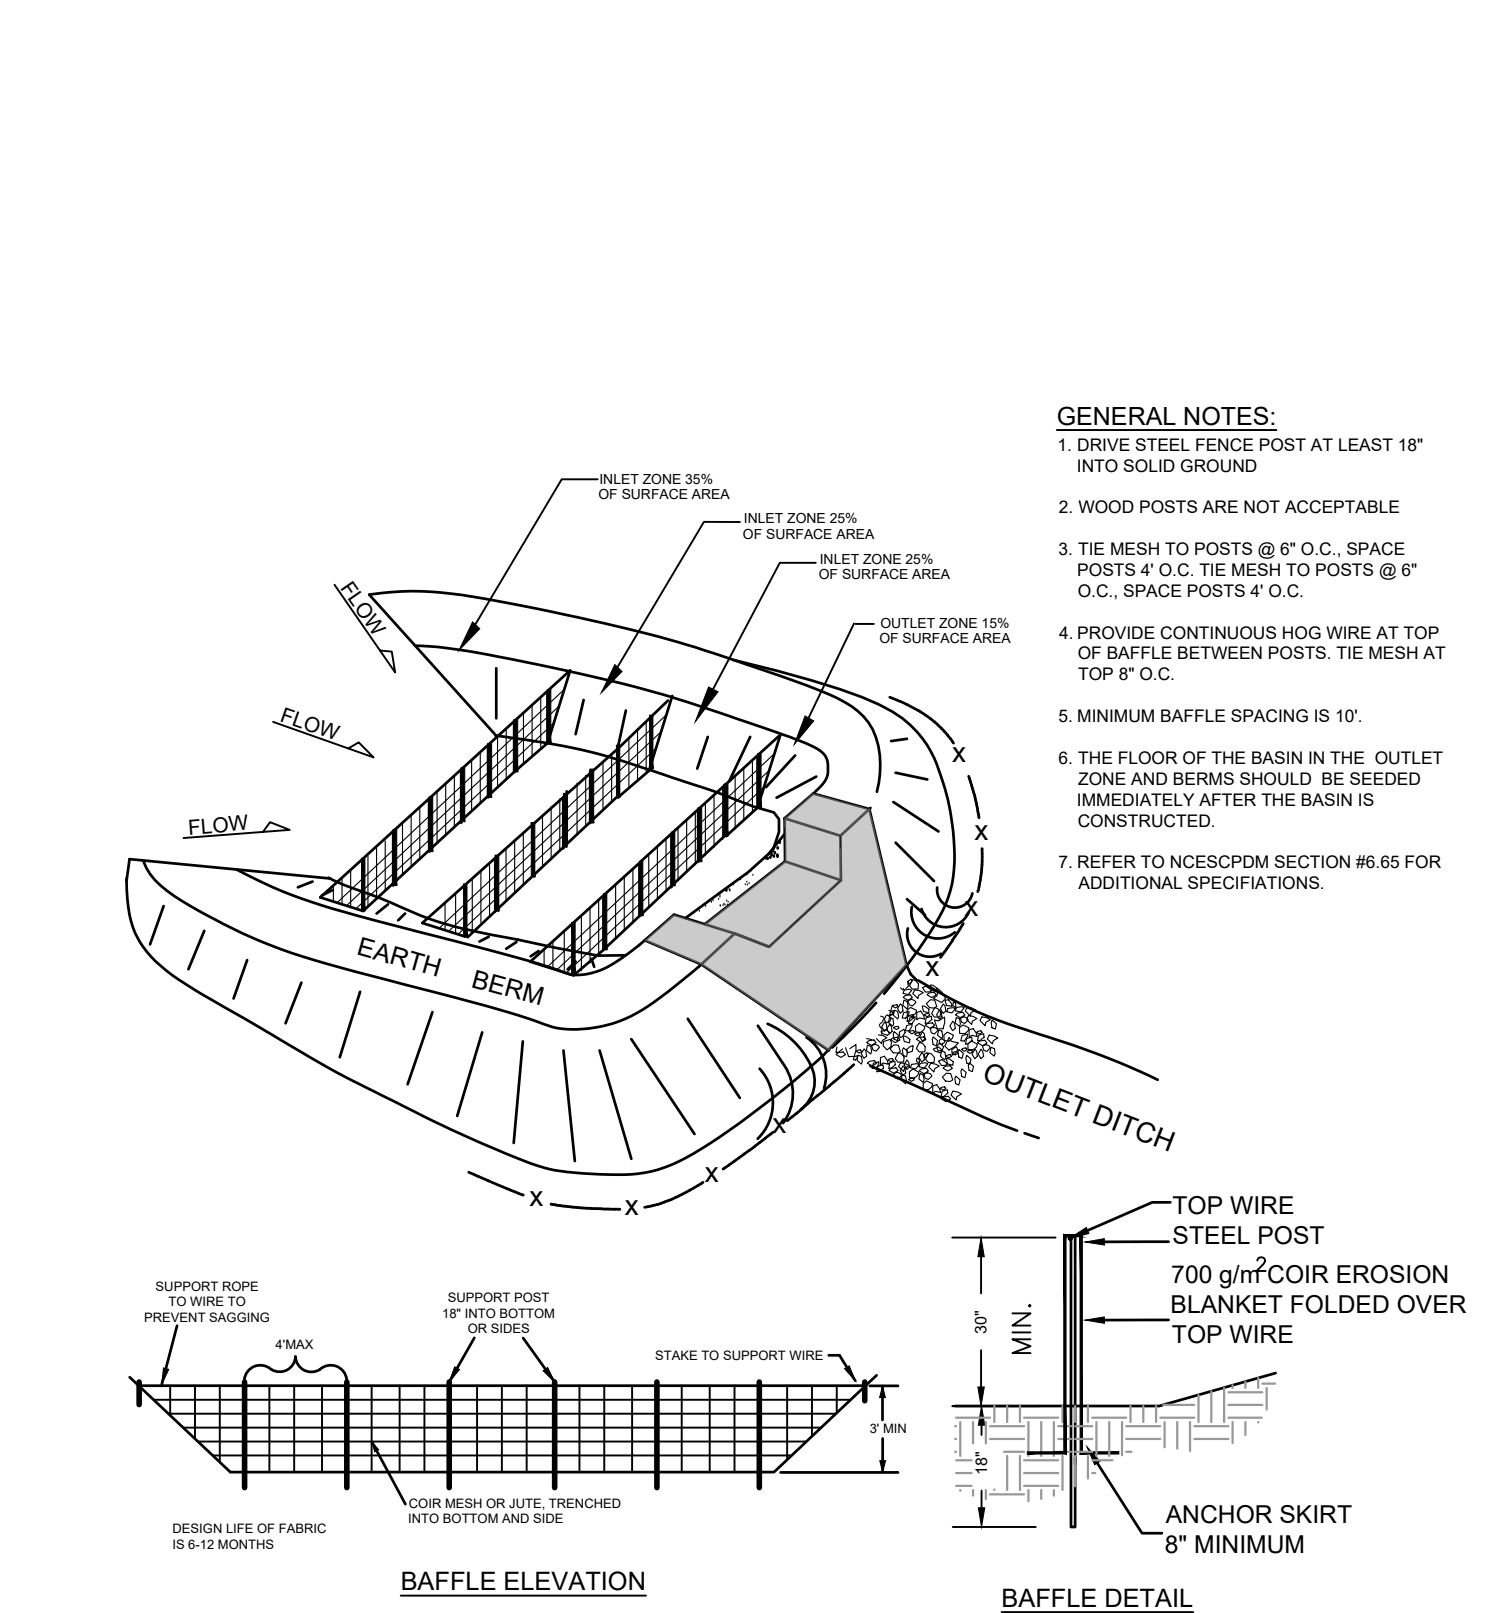 GENERAL NOTES:
1. DRIVE STEEL FENCE POST AT LEAST 18"
INTO SOLID GROUND
2. WOOD POSTS ARE NOT ACCEPTABLE
3. TIE MESH TO POSTS @ 6" O.C., SPACE
POSTS 4' O.C. TIE MESH TO POSTS @ 6"
O.C., SPACE POSTS 4' O.C.
4. PROVIDE CONTINUOUS HOG WIRE AT TOP
OF BAFFLE BETWEEN POSTS. TIE MESH AT
TOP 8" O.C.
5. MINIMUM BAFFLE SPACING IS 10'.
6. THE FLOOR OF THE BASIN IN THE OUTLET
ZONE AND BERMS SHOULD BE SEEDED
IMMEDIATELY AFTER THE BASIN IS
CONSTRUCTED.
7. REFER TO NCESCPDM SECTION #6.65 FOR
ADDITIONAL SPECIFIATIONS.
INLET ZONE 35%
OF SURFACE AREA
INLET ZONE 25%
OF SURFACE AREA
INLET ZONE 25%
OF SURFACE AREA
OUTLET ZONE 15%
OF SURFACE AREA
FLOW
FLOW
FLOW
EARTH BERM
OUTLET DITCH
X
X
X
X
X
X
X
X
SUPPORT ROPE
TO WIRE TO
PREVENT SAGGING
4'MAX
SUPPORT POST
18" INTO BOTTOM
OR SIDES
STAKE TO SUPPORT WIRE
3' MIN
COIR MESH OR JUTE, TRENCHED
INTO BOTTOM AND SIDE
DESIGN LIFE OF FABRIC
IS 6-12 MONTHS
BAFFLE ELEVATION
TOP WIRE
STEEL POST
700 g/m2 COIR EROSION
BLANKET FOLDED OVER
TOP WIRE
30"
MIN.
18"
ANCHOR SKIRT
8" MINIMUM
BAFFLE DETAIL